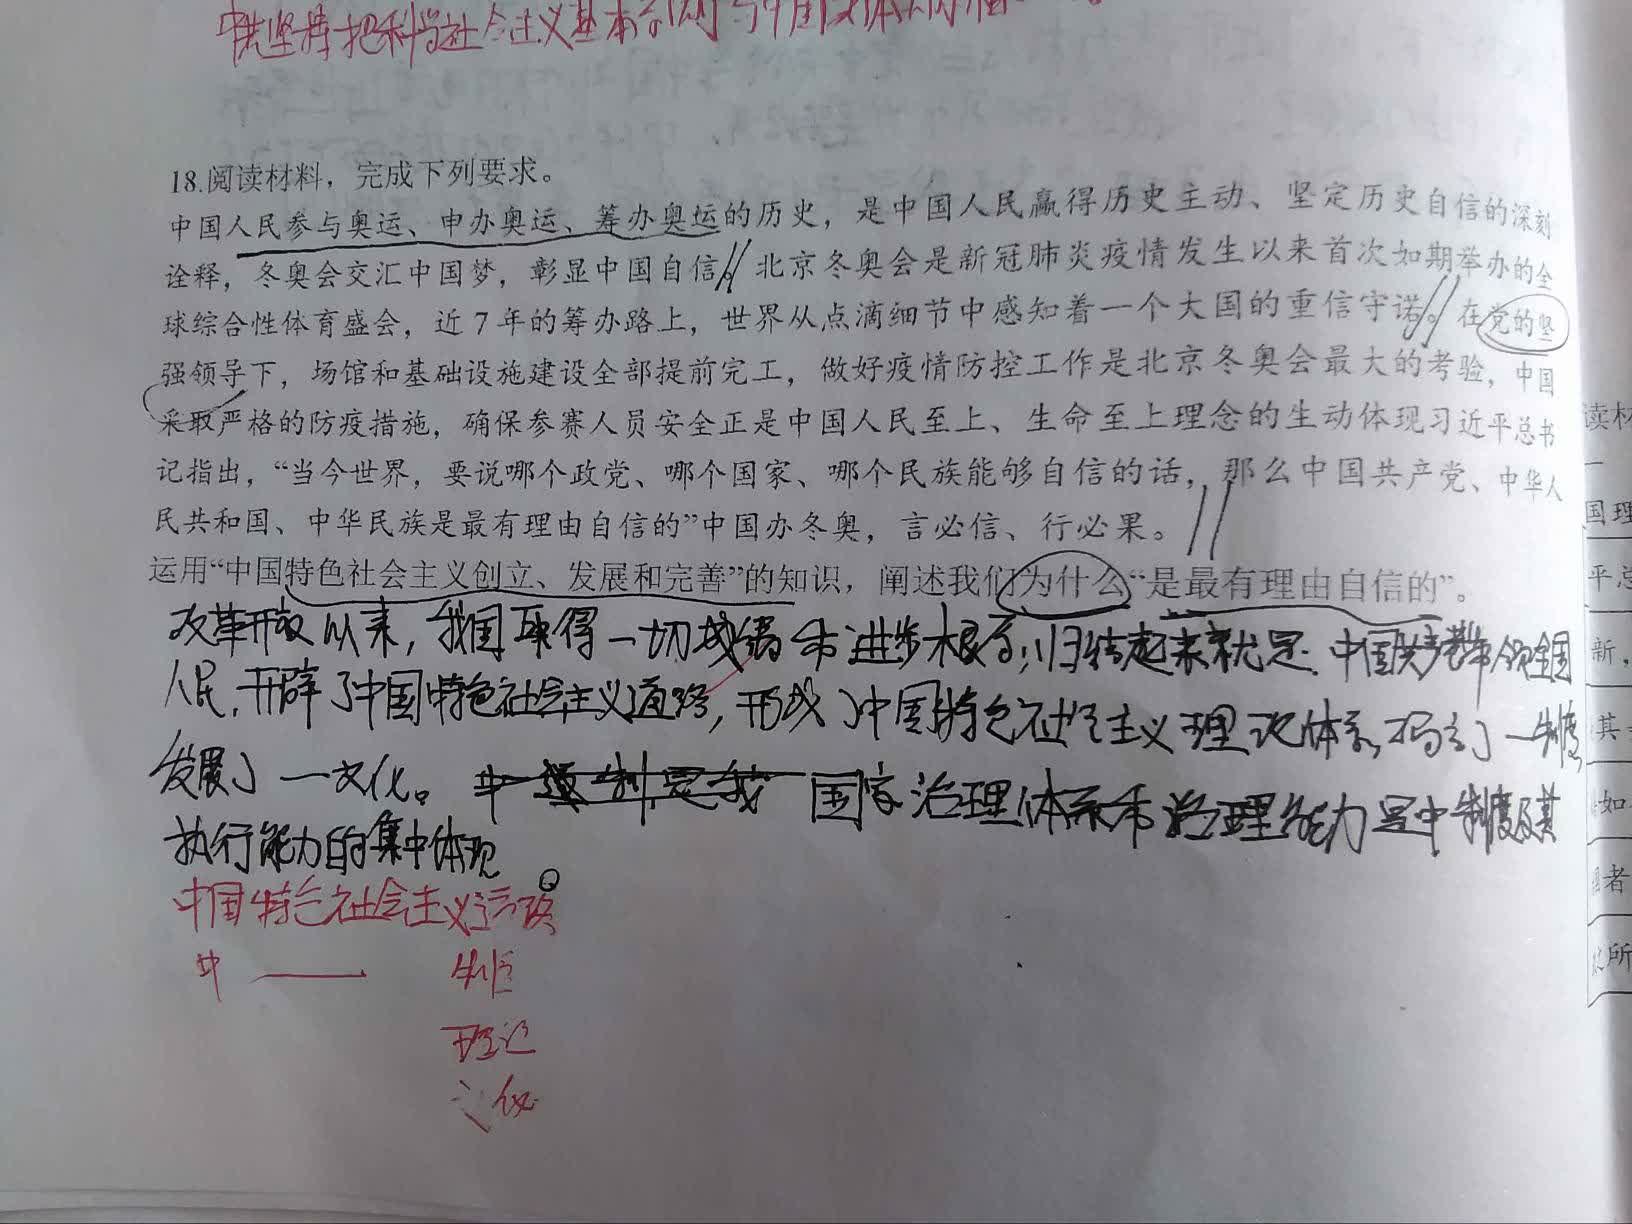 中共坚持把科学社会主义基本原则与中国具体
18.阅读材料，完成下列要求。
中国人民参与奥运、申办奥运、筹办奥运的历史，是中国人民赢得历史主动、坚定历史自信的深刻
诠释，冬奥会交汇中国梦，彰显中国自信。北京冬奥会是新冠肺炎疫情发生以来首次如期举办的全
球综合性体育盛会，近7年的筹办路上，世界从点滴细节中感知着一个大国的重信守诺。在党的坚
强领导下，场馆和基础设施建设全部提前完工，做好疫情防控工作是北京冬奥会最大的考验，中国
采取严格的防疫措施，确保参赛人员安全正是中国人民至上、生命至上理念的生动体现习近平总书
记指出，“当今世界，要说哪个政党、哪个国家、哪个民族能够自信的话，那么中国共产党、中华人
民共和国、中华民族是最有理由自信的”中国办冬奥，言必信、行必果。
运用“中国特色社会主义创立、发展和完善”的知识，阐述我们为什么“是最有理由自信的”。
改革开放以来，我国取得一切成绩和进步根本，归结起来就是：中国共产党带领全国
人民，开辟了中国特色社会主义道路，形成了中国特色社会主义理论体系，确立了一制度，
发展了一文化。国家治理体系和治理能力是中制度及其
执行能力的集中体现。
中国特色社会主义道路
中 —— 制度
理论
文化
读材
国理
平总
新，
其
如
者
所